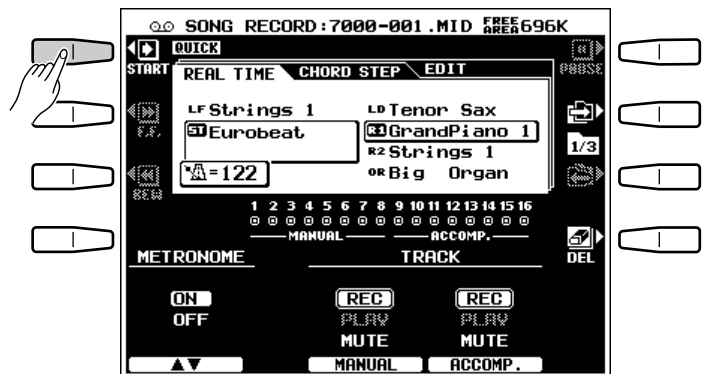 SONG RECORD:7000-001.MID FREE AREA 696K
QUICK
START
PAUSE
REAL TIME CHORD STEP EDIT
LF Strings 1 LD Tenor Sax
F.F.
ST Eurobeat R1 GrandPiano 1
1/3
R2 Strings 1
=122 OR Big Organ
REW
1 2 3 4 5 6 7 8 9 10 11 12 13 14 15 16
MANUAL ACCOMP.
DEL
METRONOME TRACK
ON REC REC
OFF PLAY PLAY
MUTE MUTE
▲▼ MANUAL ACCOMP.